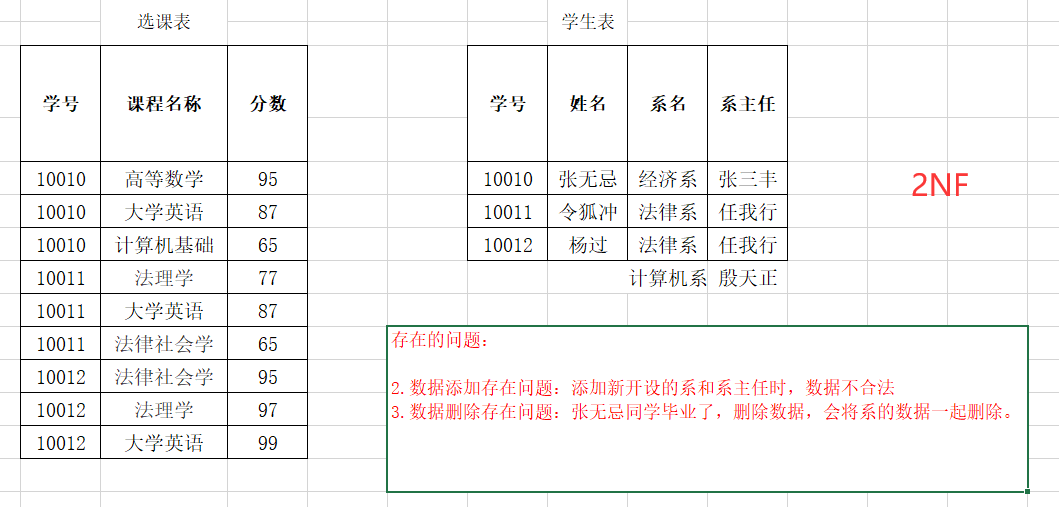 选课表
学号 课程名称 分数
10010 高等数学 95
10010 大学英语 87
10010 计算机基础 65
10011 法理学 77
10011 大学英语 87
10011 法律社会学 65
10012 法律社会学 95
10012 法理学 97
10012 大学英语 99
学生表
学号 姓名 系名 系主任
10010 张无忌 经济系 张三丰
10011 令狐冲 法律系 任我行
10012 杨过 法律系 任我行
计算机系 殷天正
2NF
存在的问题：
2.数据添加存在问题：添加新开设的系和系主任时，数据不合法
3.数据删除存在问题：张无忌同学毕业了，删除数据，会将系的数据一起删除。